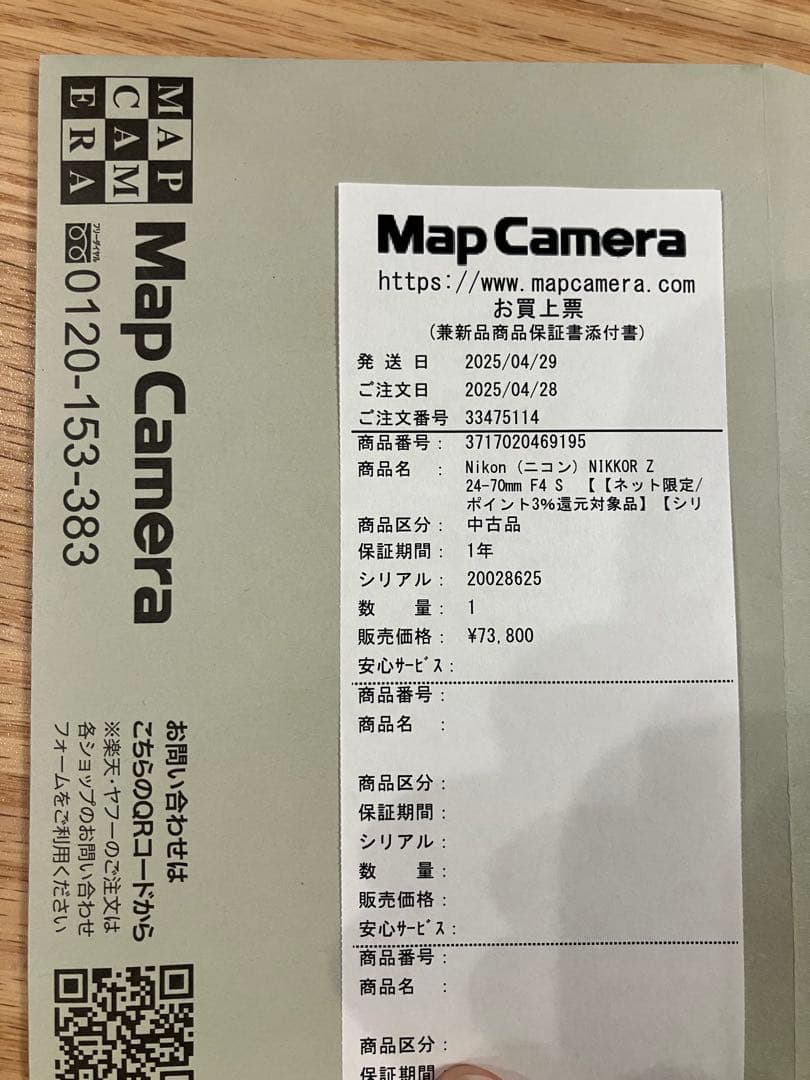 MAP
CAM
ERA
Map Camera
フリーダイヤル
0120-153-383
お問い合わせは
こちらのQRコードから
※楽天・ヤフーのご注文は
各ショップのお問い合わせ
フォームをご利用ください
Map Camera
https://www.mapcamera.com
お買上票
(兼新品商品保証書添付書)
発送日 2025/04/29
ご注文日 2025/04/28
ご注文番号 33475114
商品番号: 3717020469195
商品名 : Nikon (ニコン) NIKKOR Z
24-70mm F4 S 【【ネット限定/
ポイント3%還元対象品】【シリ
商品区分: 中古品
保証期間: 1年
シリアル: 20028625
数 量: 1
販売価格: ¥73,800
安心サービス:
商品番号:
商品名 :
商品区分:
保証期間:
シリアル:
数 量:
販売価格:
安心サービス:
商品番号:
商品名 :
商品区分:
保証期間